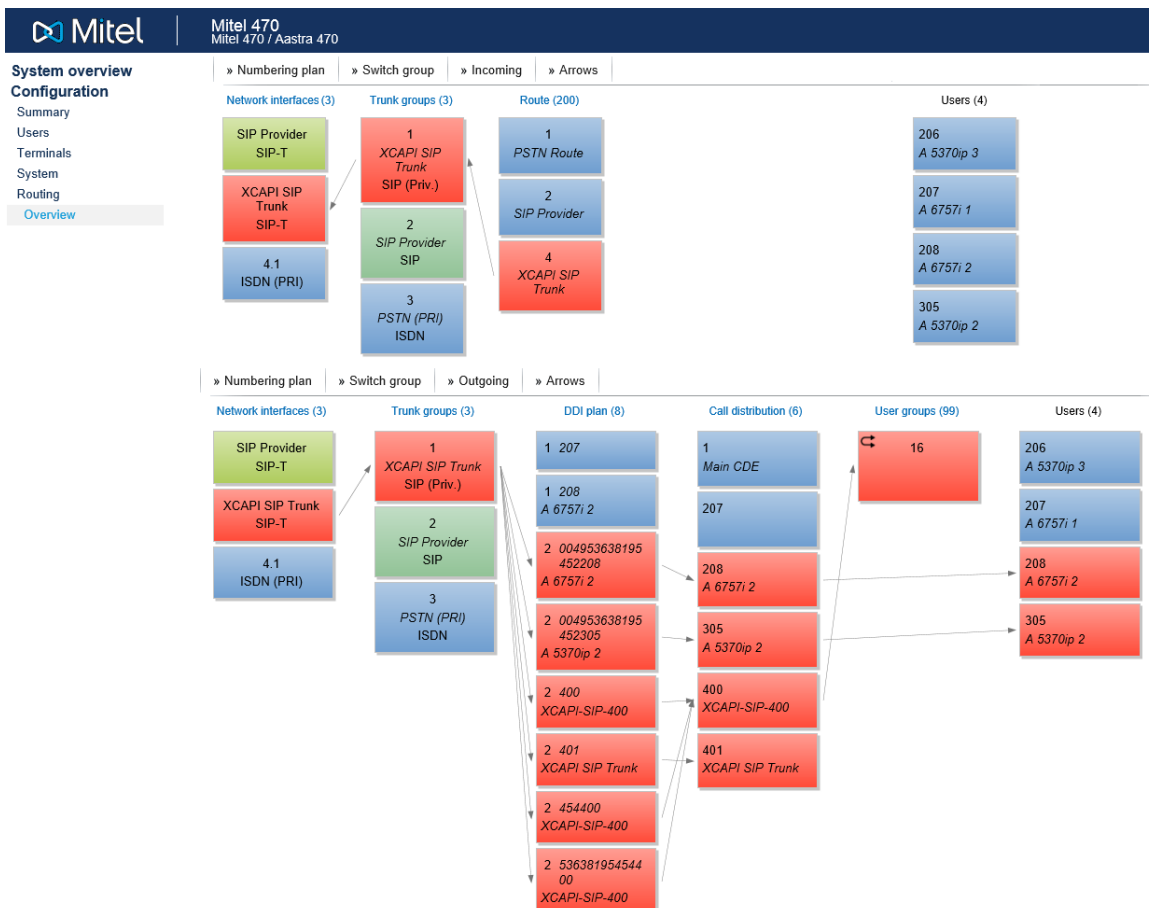 Mitel
Mitel 470
Mitel 470 / Aastra 470
System overview
Configuration
Summary
Users
Terminals
System
Routing
Overview
» Numbering plan » Switch group » Incoming » Arrows
Network interfaces (3) Trunk groups (3) Route (200) Users (4)
SIP Provider
SIP-T
XCAPI SIP
Trunk
SIP-T
4.1
ISDN (PRI)
1
XCAPI SIP
Trunk
SIP (Priv.)
2
SIP Provider
SIP
3
PSTN (PRI)
ISDN
1
PSTN Route
2
SIP Provider
4
XCAPI SIP
Trunk
206
A 5370ip 3
207
A 6757i 1
208
A 6757i 2
305
A 5370ip 2
» Numbering plan » Switch group » Outgoing » Arrows
Network interfaces (3) Trunk groups (3) DDI plan (8) Call distribution (6) User groups (99) Users (4)
SIP Provider
SIP-T
XCAPI SIP Trunk
SIP-T
4.1
ISDN (PRI)
1
XCAPI SIP Trunk
SIP (Priv.)
2
SIP Provider
SIP
3
PSTN (PRI)
ISDN
1 207
1 208
A 6757i 2
2 004953638195
452208
A 6757i 2
2 004953638195
452305
A 5370ip 2
2 400
XCAPI-SIP-400
2 401
XCAPI SIP Trunk
2 454400
XCAPI-SIP-400
2 536381954544
00
XCAPI-SIP-400
1
Main CDE
207
208
A 6757i 2
305
A 5370ip 2
400
XCAPI-SIP-400
401
XCAPI SIP Trunk
16
206
A 5370ip 3
207
A 6757i 1
208
A 6757i 2
305
A 5370ip 2